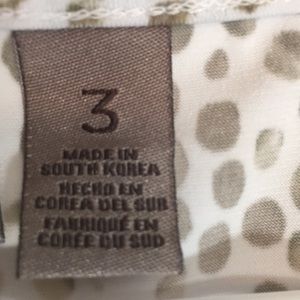 3
MADE IN
SOUTH KOREA
HECHO EN
COREA DEL SUR
FABRIQUÉ EN
CORÉE DU SUD